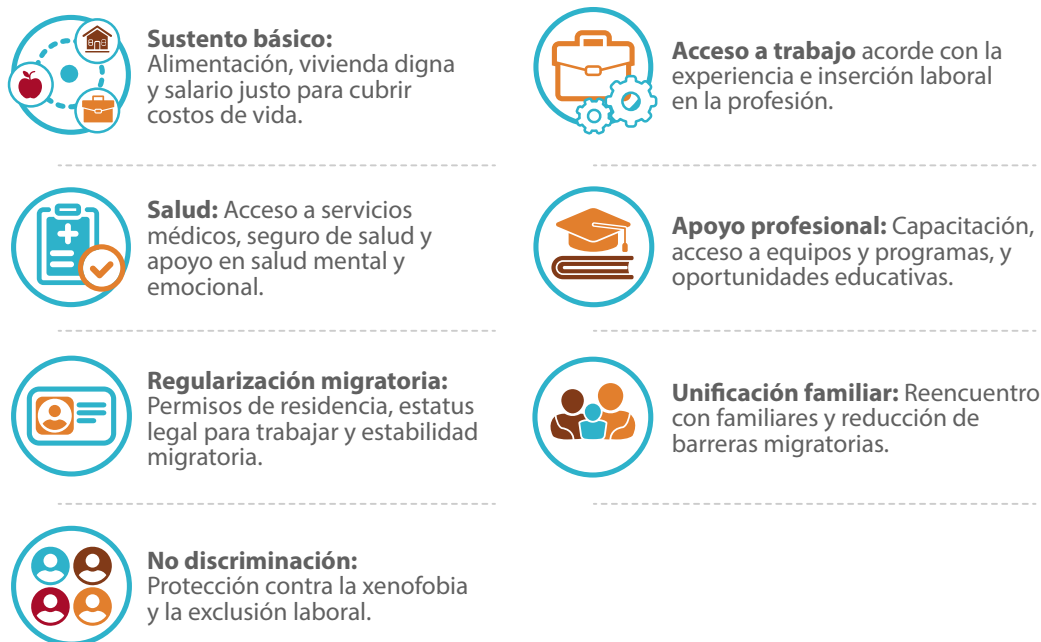 Sustento básico:
Alimentación, vivienda digna
y salario justo para cubrir
costos de vida.
Acceso a trabajo acorde con la
experiencia e inserción laboral
en la profesión.
Salud: Acceso a servicios
médicos, seguro de salud y
apoyo en salud mental y
emocional.
Apoyo profesional: Capacitación,
acceso a equipos y programas, y
oportunidades educativas.
Regularización migratoria:
Permisos de residencia, estatus
legal para trabajar y estabilidad
migratoria.
Unificación familiar: Reencuentro
con familiares y reducción de
barreras migratorias.
No discriminación:
Protección contra la xenofobia
y la exclusión laboral.